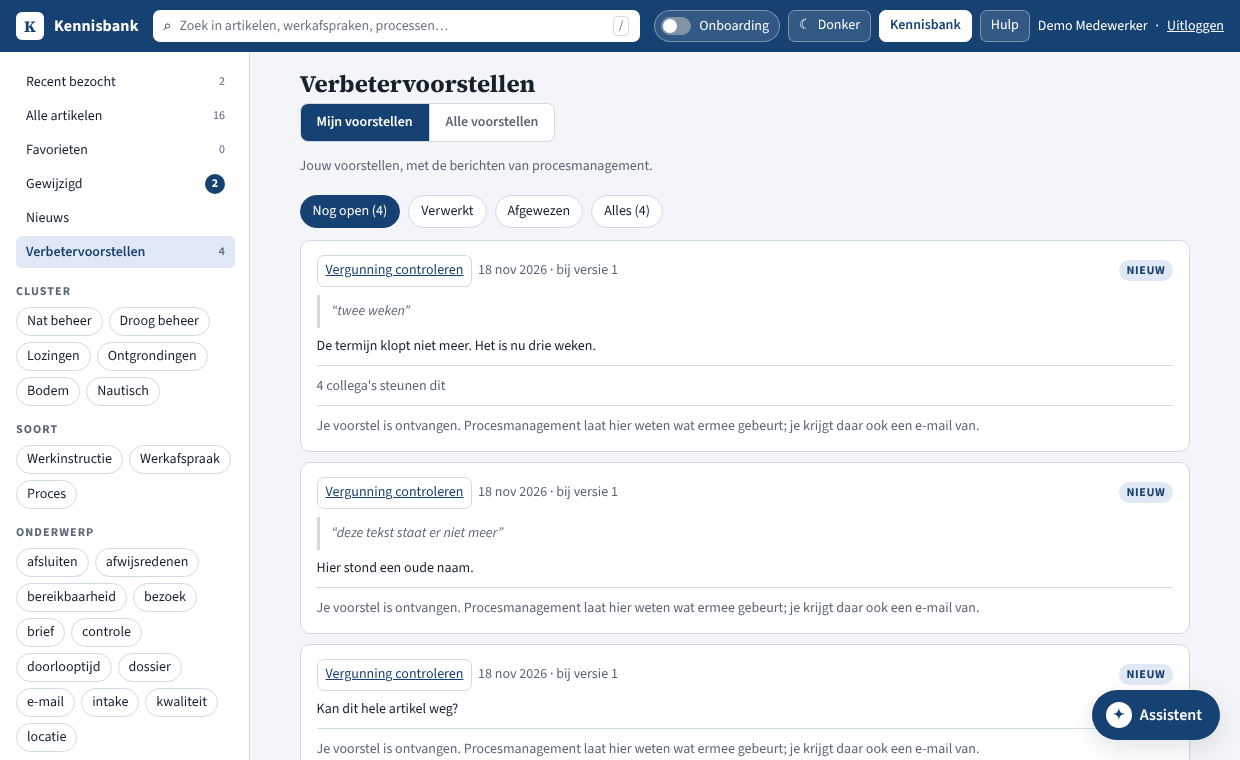 K Kennisbank
Zoek in artikelen, werkafspraken, processen… /
Onboarding
Donker
Kennisbank
Hulp
Demo Medewerker · Uitloggen
Recent bezocht 2
Alle artikelen 16
Favorieten 0
Gewijzigd 2
Nieuws
Verbetervoorstellen 4
CLUSTER
Nat beheer Droog beheer
Lozingen Ontgrondingen
Bodem Nautisch
SOORT
Werkinstructie Werkafspraak
Proces
ONDERWERP
afsluiten afwijsredenen
bereikbaarheid bezoek
brief controle
doorlooptijd dossier
e-mail intake kwaliteit
locatie
Verbetervoorstellen
Mijn voorstellen Alle voorstellen
Jouw voorstellen, met de berichten van procesmanagement.
Nog open (4) Verwerkt Afgewezen Alles (4)
Vergunning controleren 18 nov 2026 · bij versie 1 NIEUW
“twee weken”
De termijn klopt niet meer. Het is nu drie weken.
4 collega's steunen dit
Je voorstel is ontvangen. Procesmanagement laat hier weten wat ermee gebeurt; je krijgt daar ook een e-mail van.
Vergunning controleren 18 nov 2026 · bij versie 1 NIEUW
“deze tekst staat er niet meer”
Hier stond een oude naam.
Je voorstel is ontvangen. Procesmanagement laat hier weten wat ermee gebeurt; je krijgt daar ook een e-mail van.
Vergunning controleren 18 nov 2026 · bij versie 1 NIEUW
Kan dit hele artikel weg?
Je voorstel is ontvangen. Procesmanagement laat hier weten wat ermee gebeurt; je krijgt daar ook een e-mail van.
Assistent